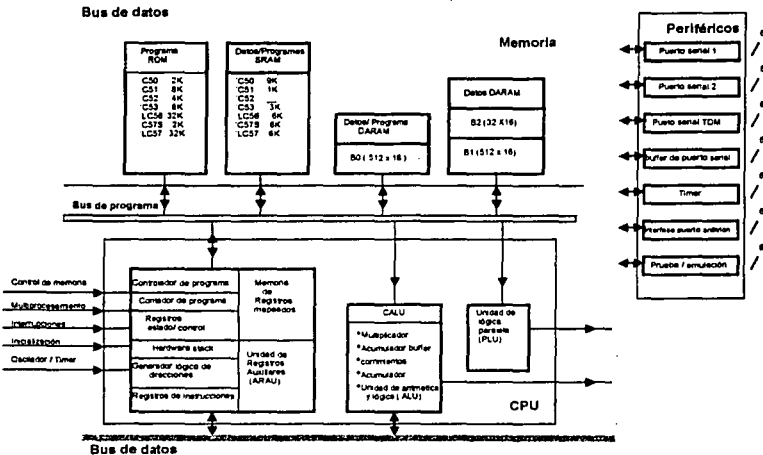 Bus de datos
Memoria
Programa
ROM
C50 2K
C51 8K
C52 4K
C53 8K
LC56 32K
C57S 2K
LC57 32K
Datos/Programas
SRAM
C50 9K
C51 1K
C52 __
C53 3K
LC56 6K
C57S 6K
LC57 6K
Datos/ Programa
DARAM
B0 ( 512 x 16 )
Datos DARAM
B2 (32 X16)
B1 (512 x 16)
Periféricos
Puerto serial 1
Puerto serial 2
Pueto serial TDM
buffer de puerto serial
Timer
Interfase puerto anfitrion
Prueba / emulación
Bus de programa
Control de memoria
Multiprocesamiento
Interrupciones
Inicialización
Oscilador / Timer
Controlador de programa
Contador de programa
Registros
estado/ control
Hardware stack
Generador lógica de
direcciones
Registros de instrucciones
Memoria
de
Registros
mapeados
Unidad de
Registros
Auxiliares
(ARAU)
CALU
*Multiplicador
*Acumulador buffer
*corrimientos
*Acumulador
*Unidad de aritmetica
y lógica ( ALU)
Unidad de
lógica
paralela
(PLU)
CPU
Bus de datos